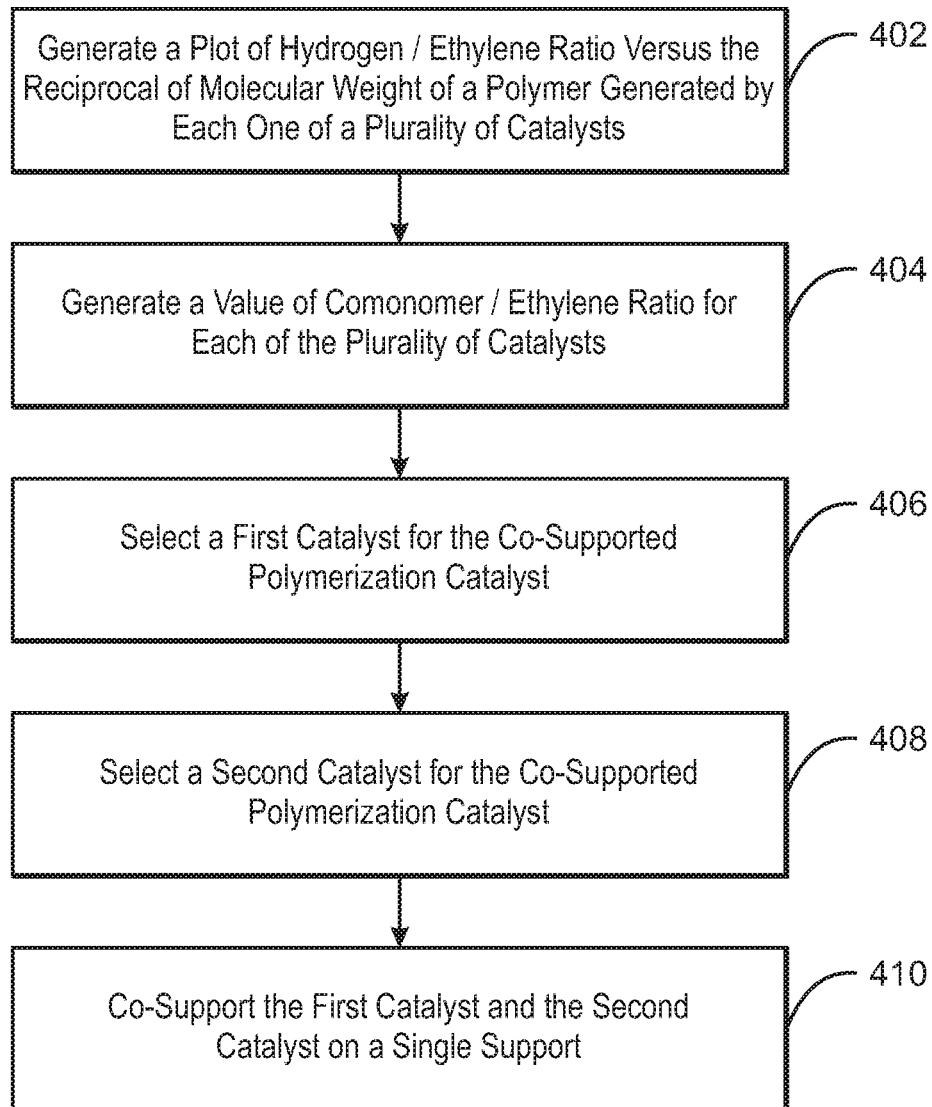 Generate a Plot of Hydrogen / Ethylene Ratio Versus the
Reciprocal of Molecular Weight of a Polymer Generated by
Each One of a Plurality of Catalysts
402
Generate a Value of Comonomer / Ethylene Ratio for
Each of the Plurality of Catalysts
404
Select a First Catalyst for the Co-Supported
Polymerization Catalyst
406
Select a Second Catalyst for the Co-Supported
Polymerization Catalyst
408
Co-Support the First Catalyst and the Second
Catalyst on a Single Support
410